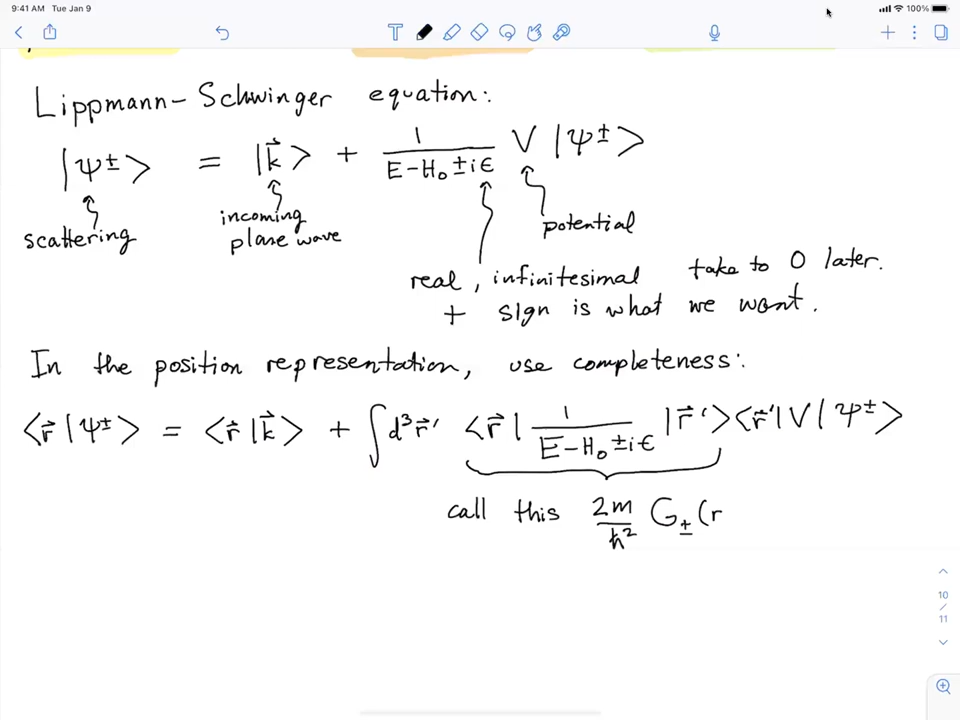 9:41 AM Tue Jan 9 100%
Lippmann-Schwinger equation:
|ψ±⟩ = |k⃗⟩ + 1/(E-H₀±iϵ) V |ψ±⟩
scattering
incoming
plane wave
potential
real, infinitesimal take to 0 later.
+ sign is what we want.
In the position representation, use completeness:
⟨r⃗|ψ±⟩ = ⟨r⃗|k⃗⟩ + ∫d³r⃗' ⟨r⃗| 1/(E-H₀±iϵ) |r⃗'⟩⟨r⃗'|V|ψ±⟩
call this 2m/ħ² G±(r
10
/
11